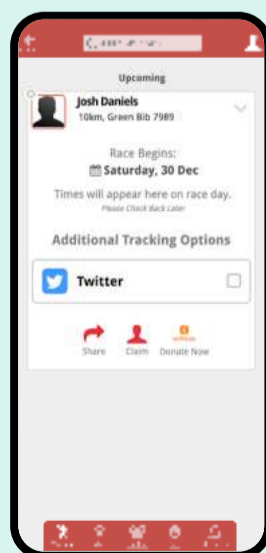 Upcoming
Josh Daniels
10km, Green Bib 7989
Race Begins:
Saturday, 30 Dec
Times will appear here on race day.
Please Check Back Later
Additional Tracking Options
Twitter
Share Claim Donate Now